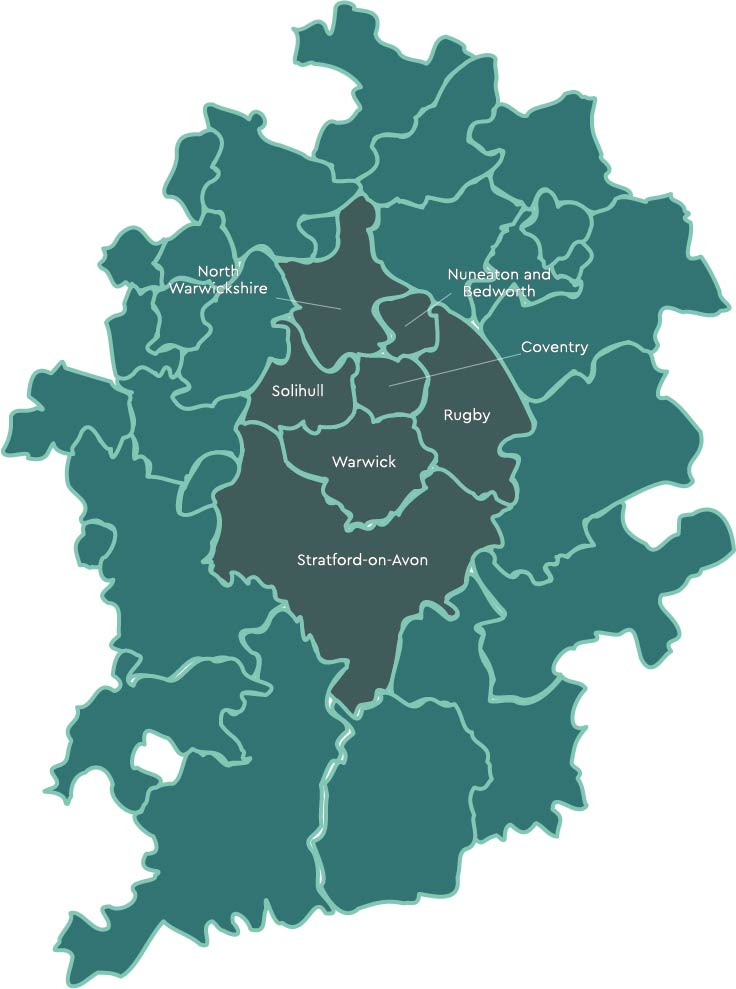 North
Warwickshire
Nuneaton and
Bedworth
Coventry
Solihull
Rugby
Warwick
Stratford-on-Avon